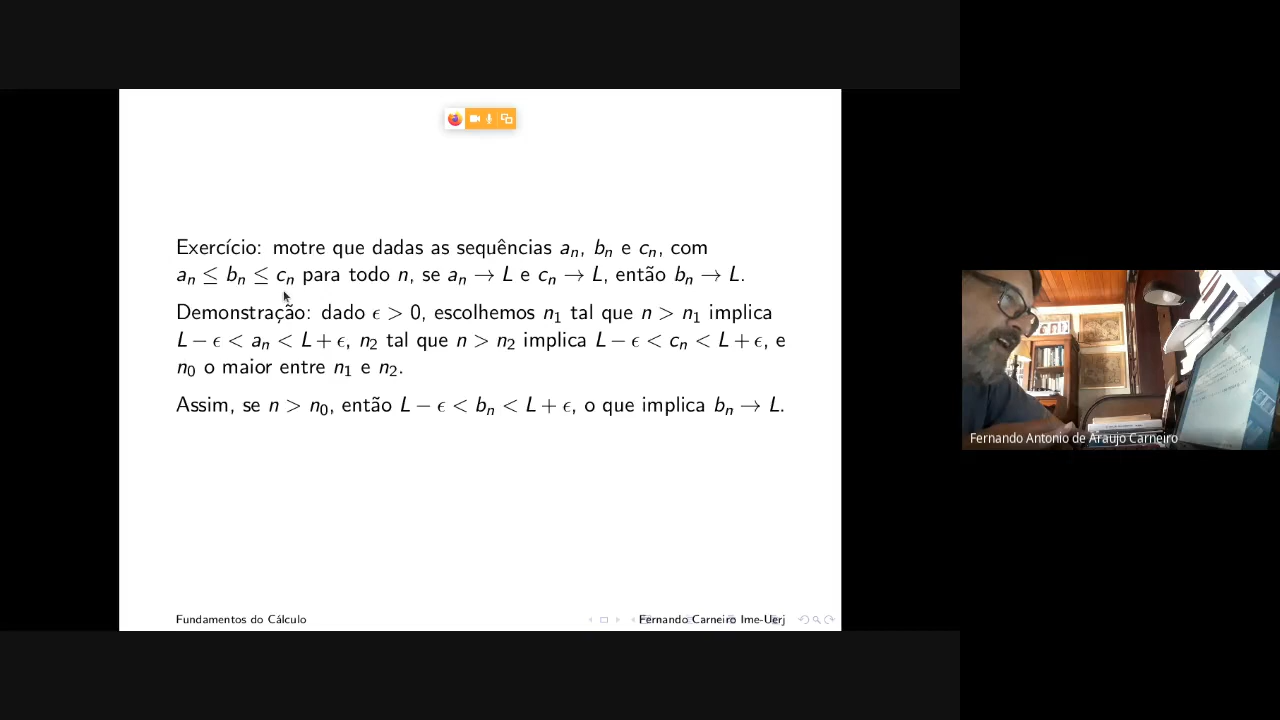 Exercício: motre que dadas as sequências aₙ, bₙ e cₙ, com
aₙ ≤ bₙ ≤ cₙ para todo n, se aₙ → L e cₙ → L, então bₙ → L.
Demonstração: dado ϵ > 0, escolhemos n₁ tal que n > n₁ implica
L − ϵ < aₙ < L + ϵ, n₂ tal que n > n₂ implica L − ϵ < cₙ < L + ϵ, e
n₀ o maior entre n₁ e n₂.
Assim, se n > n₀, então L − ϵ < bₙ < L + ϵ, o que implica bₙ → L.
Fundamentos do Cálculo
Fernando Carneiro Ime-Uerj
Fernando Antonio de Araujo Carneiro